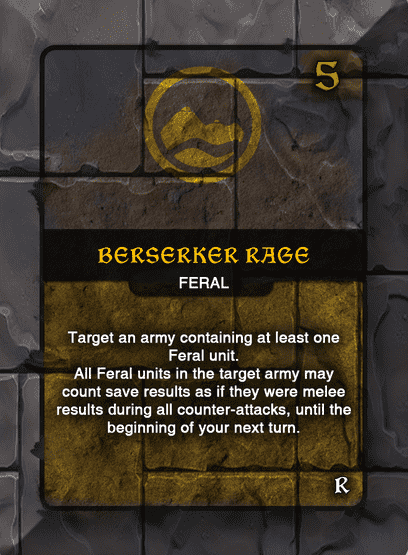 5
BERSERKER RAGE
FERAL
Target an army containing at least one
Feral unit.
All Feral units in the target army may
count save results as if they were melee
results during all counter-attacks, until the
beginning of your next turn.
R